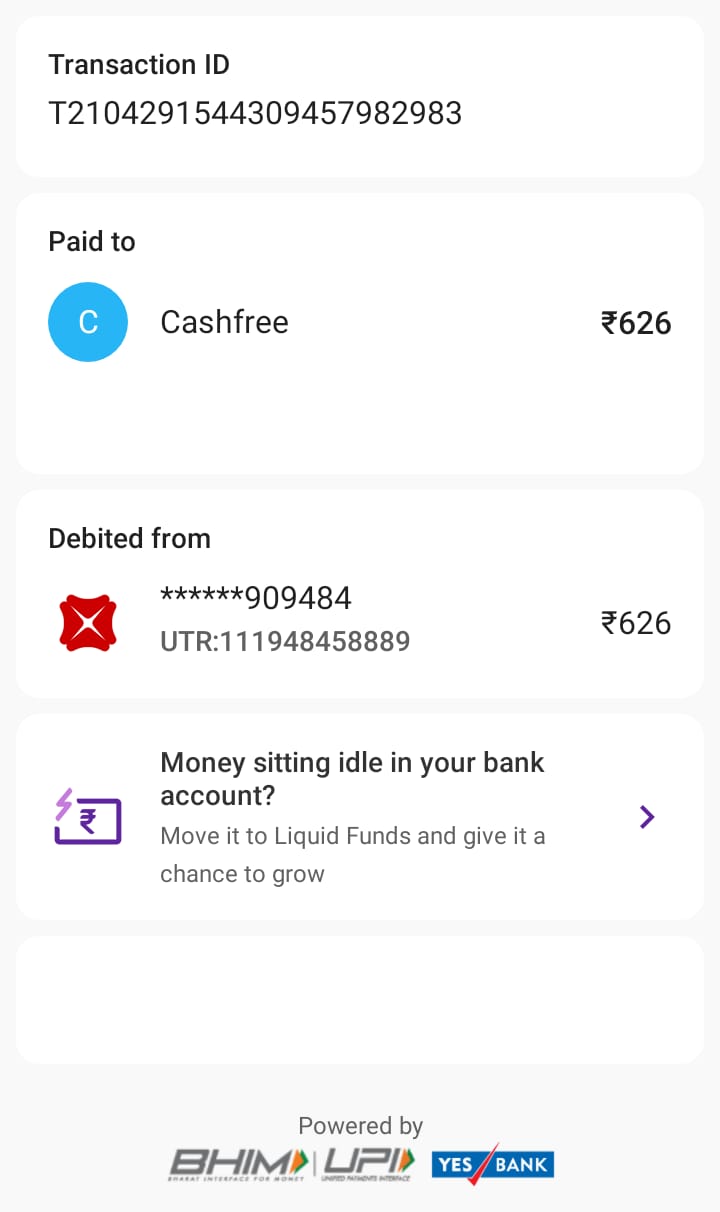 Transaction ID
T2104291544309457982983
Paid to
C
Cashfree
₹626
Debited from
******909484
UTR:111948458889
₹626
Money sitting idle in your bank
account?
Move it to Liquid Funds and give it a
chance to grow
₹
Powered by
BHIM
BHARAT INTERFACE FOR MONEY
UPI
UNIFIED PAYMENTS INTERFACE
YES BANK